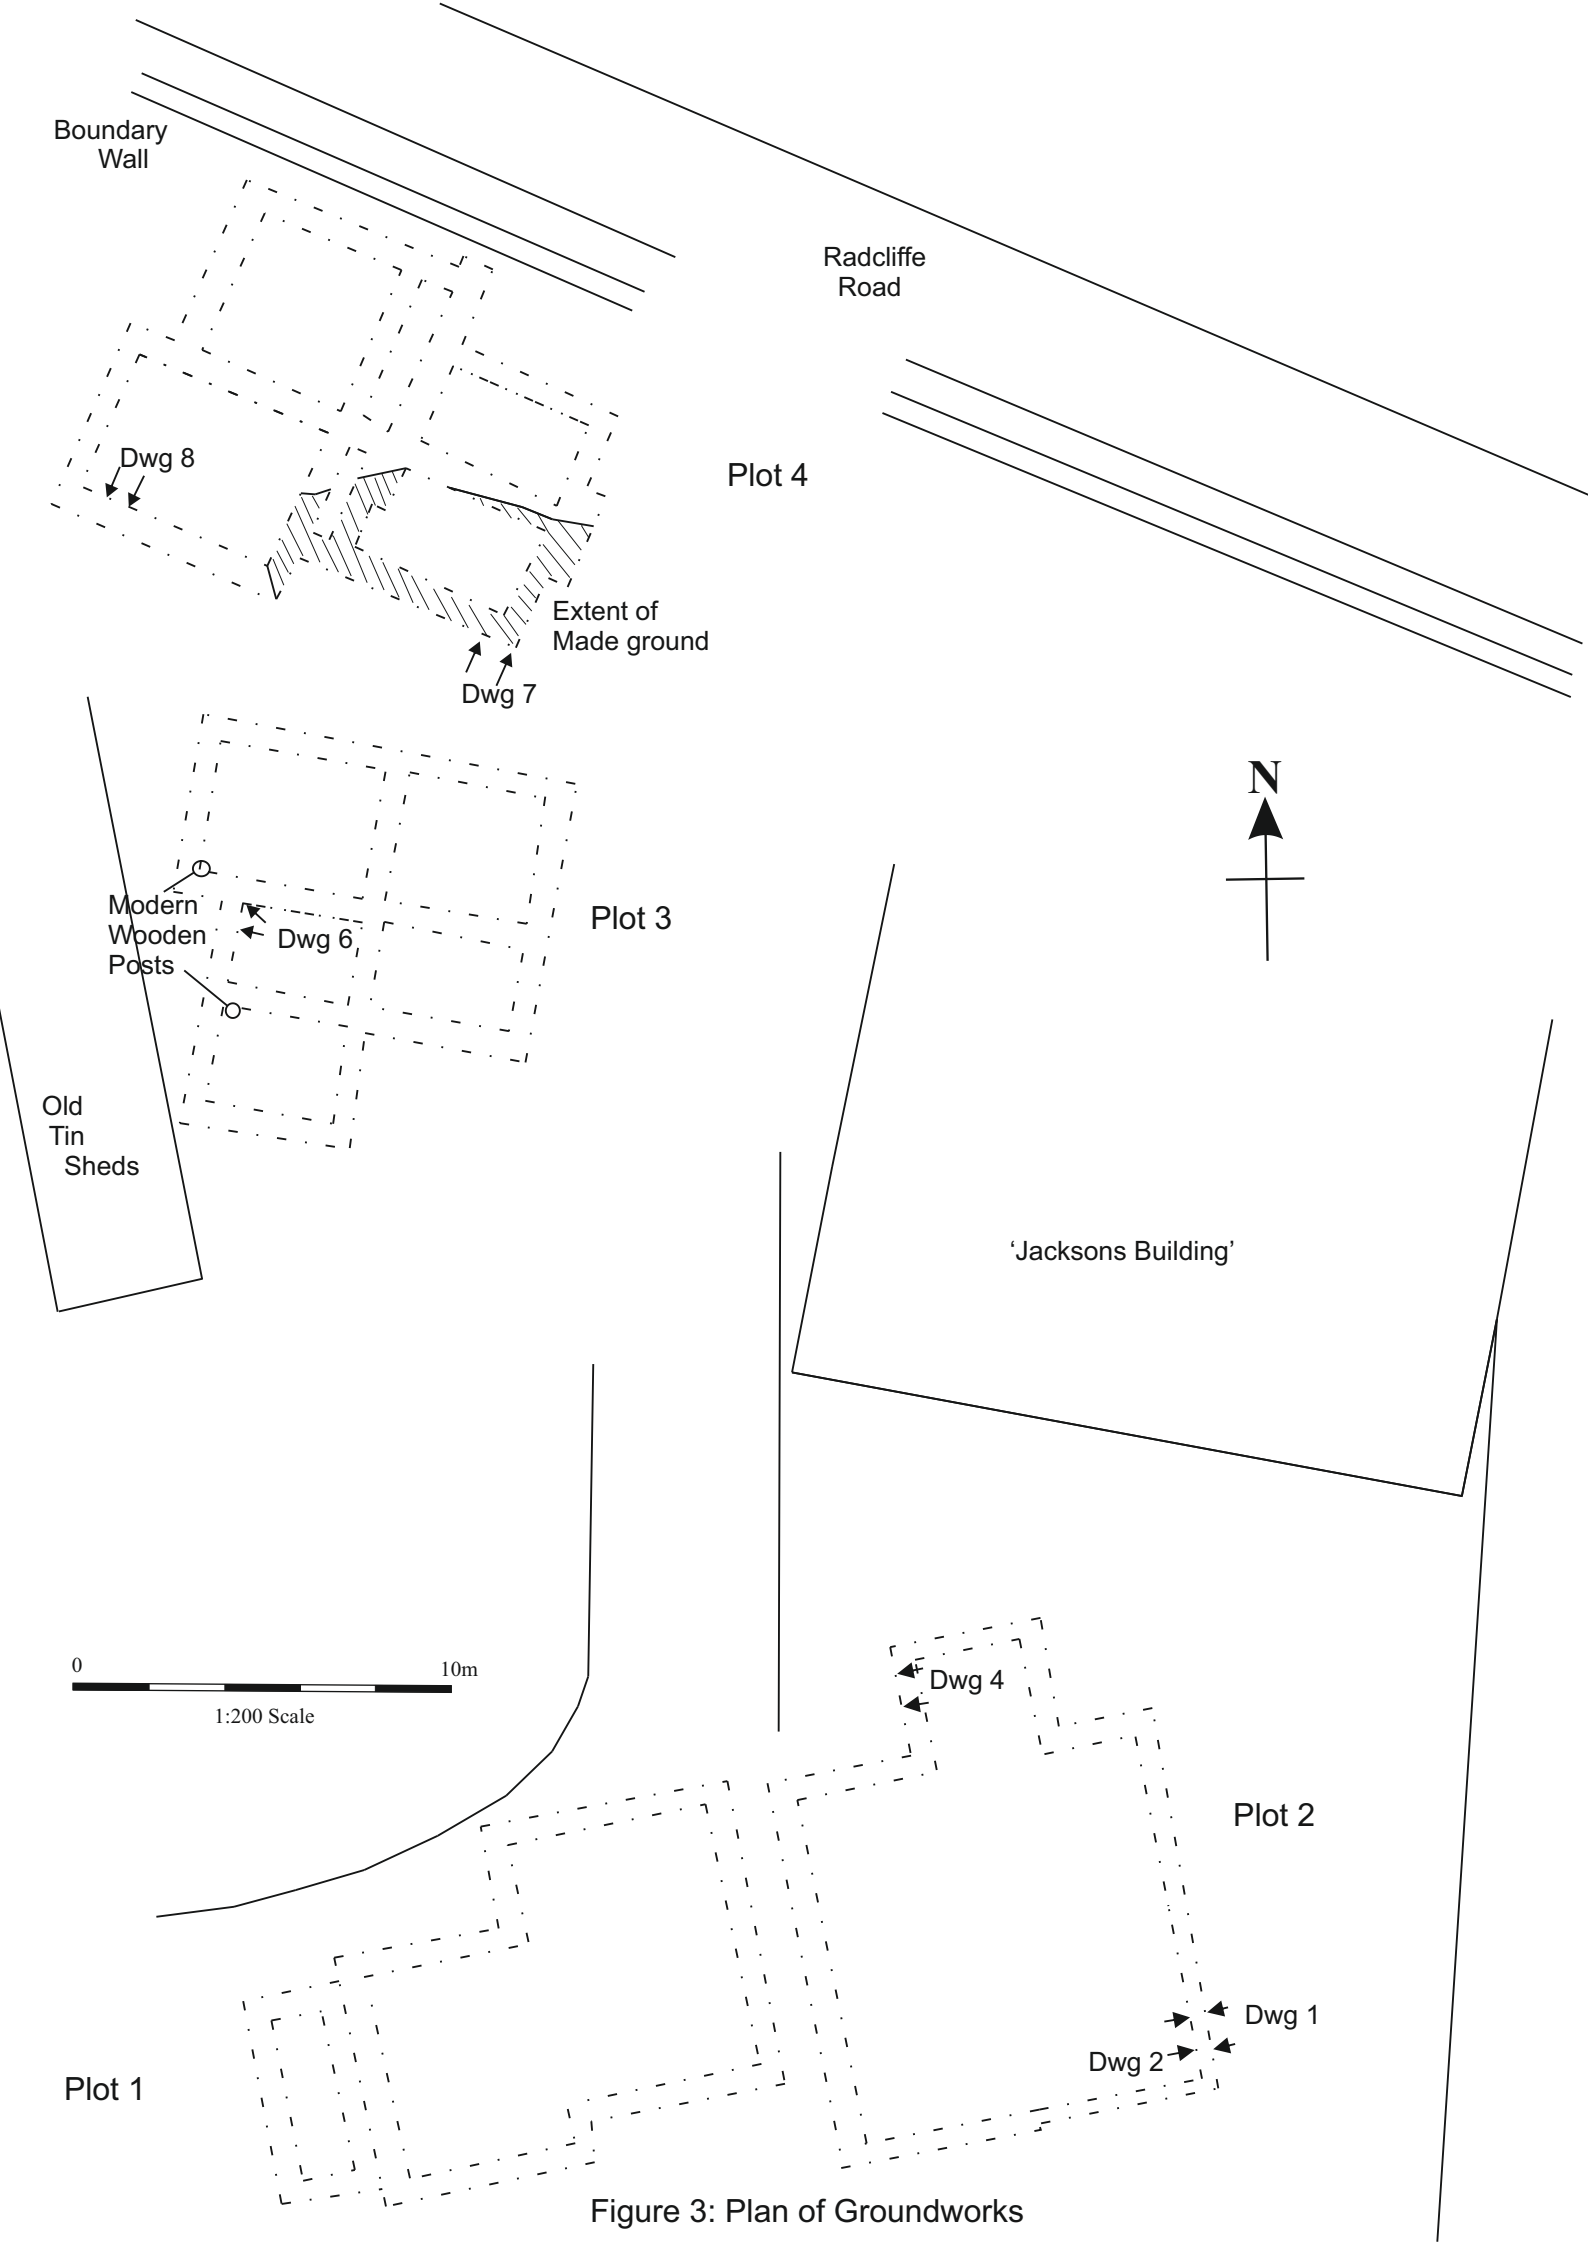 Boundary
Wall
Radcliffe
Road
Dwg 8
Plot 4
Extent of
Made ground
Dwg 7
N
Modern
Wooden
Posts
Dwg 6
Plot 3
Old
Tin
Sheds
‘Jacksons Building’
0
10m
1:200 Scale
Dwg 4
Plot 2
Dwg 1
Dwg 2
Plot 1
Figure 3: Plan of Groundworks